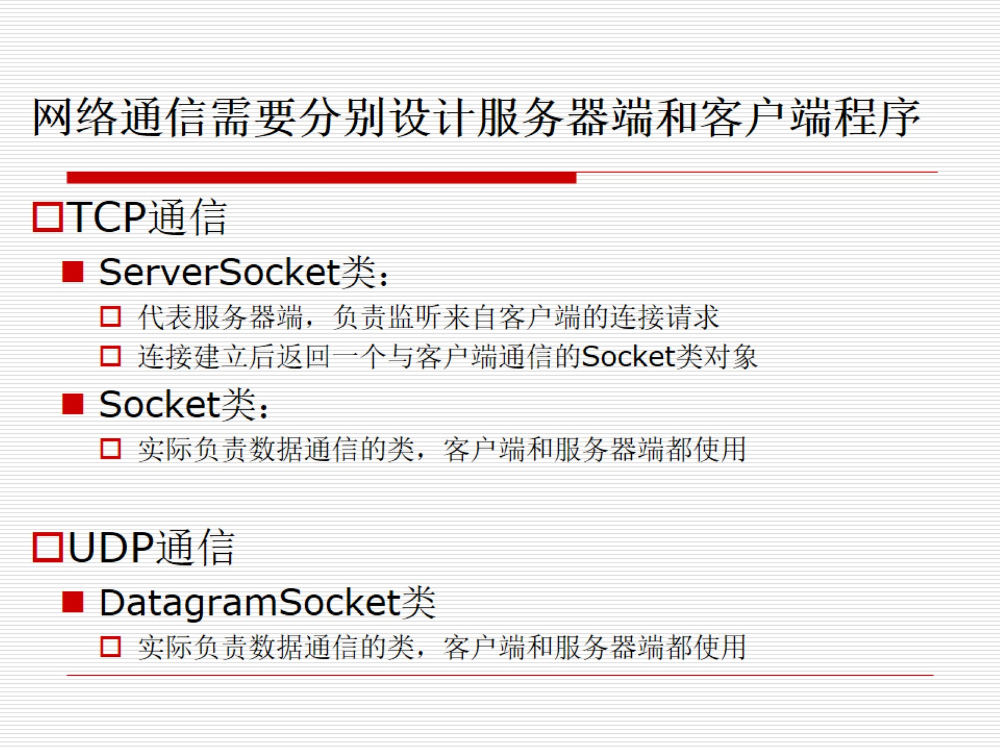 网络通信需要分别设计服务器端和客户端程序
TCP通信
ServerSocket类：
代表服务器端，负责监听来自客户端的连接请求
连接建立后返回一个与客户端通信的Socket类对象
Socket类：
实际负责数据通信的类，客户端和服务器端都使用
UDP通信
DatagramSocket类
实际负责数据通信的类，客户端和服务器端都使用